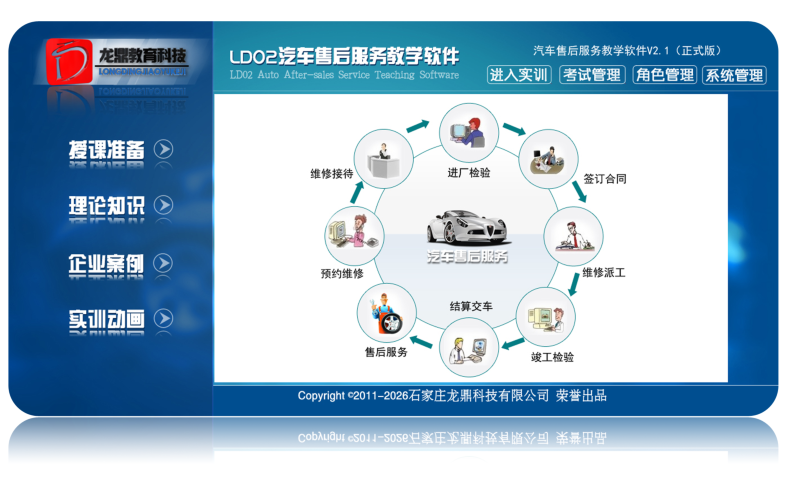 龙鼎教育科技
LONGDING JIAOYUKEJI
LD02汽车售后服务教学软件
LD02 Auto After-sales Service Teaching Software
汽车售后服务教学软件V2.1（正式版）
进入实训 考试管理 角色管理 系统管理
授课准备
理论知识
企业案例
实训动画
维修接待
进厂检验
签订合同
预约维修
汽车售后服务
维修派工
结算交车
售后服务
竣工检验
Copyright ©2011-2026石家庄龙鼎科技有限公司 荣誉出品